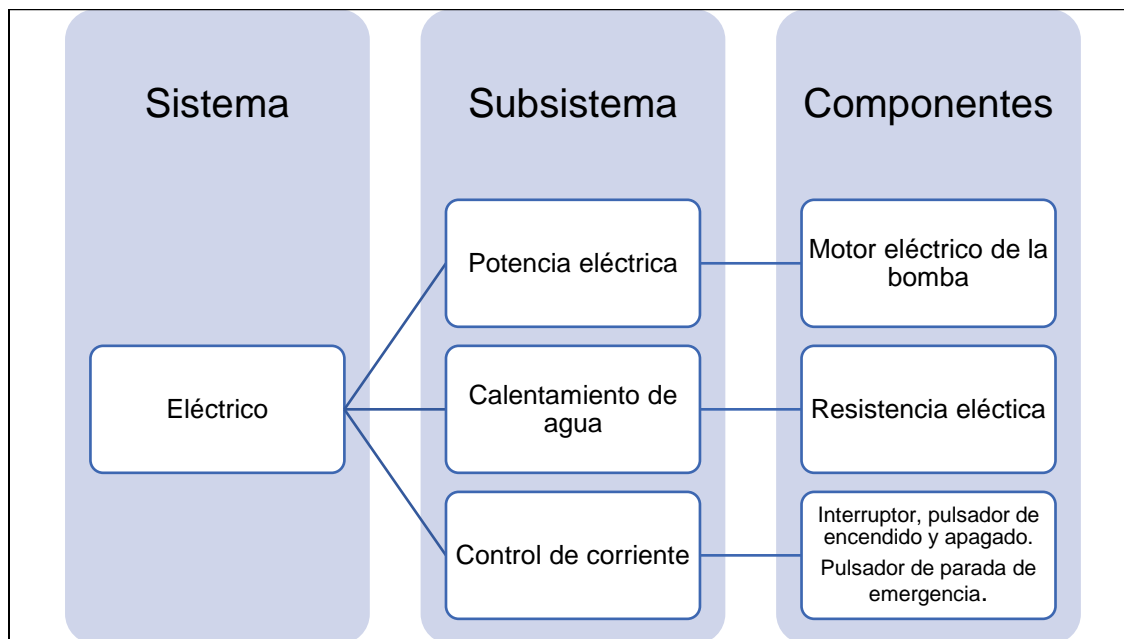 Sistema
Subsistema
Componentes
Eléctrico
Potencia eléctrica
Motor eléctrico de la
bomba
Calentamiento de
agua
Resistencia eléctica
Control de corriente
Interruptor, pulsador de
encendido y apagado.
Pulsador de parada de
emergencia.